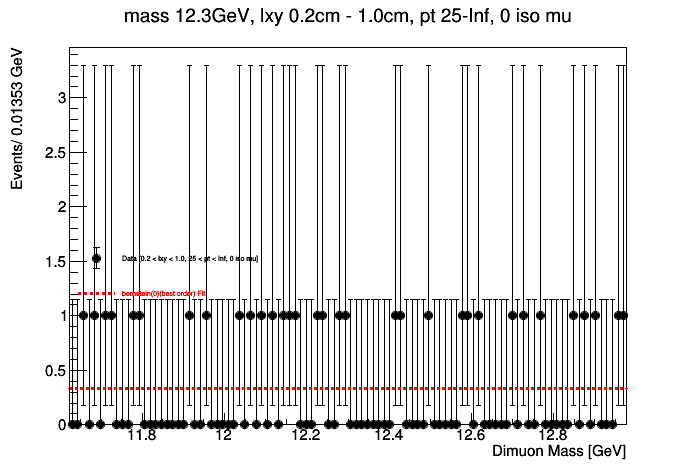 mass 12.3GeV, lxy 0.2cm - 1.0cm, pt 25-Inf, 0 iso mu
Events/ 0.01353 GeV
3
2.5
2
1.5
Data [0.2 < lxy < 1.0, 25 < pt < Inf, 0 iso mu]
bernstein(0)(best order) Fit
1
0.5
0
11.8 12 12.2 12.4 12.6 12.8
Dimuon Mass [GeV]